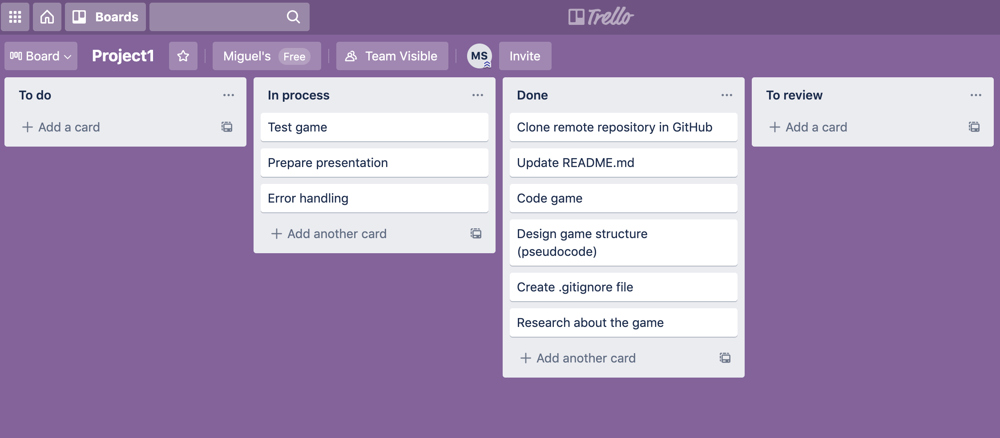 Boards
Trello
Board
Project1
Miguel's Free
Team Visible
MS
Invite
To do
Add a card
In process
Test game
Prepare presentation
Error handling
Add another card
Done
Clone remote repository in GitHub
Update README.md
Code game
Design game structure
(pseudocode)
Create .gitignore file
Research about the game
Add another card
To review
Add a card